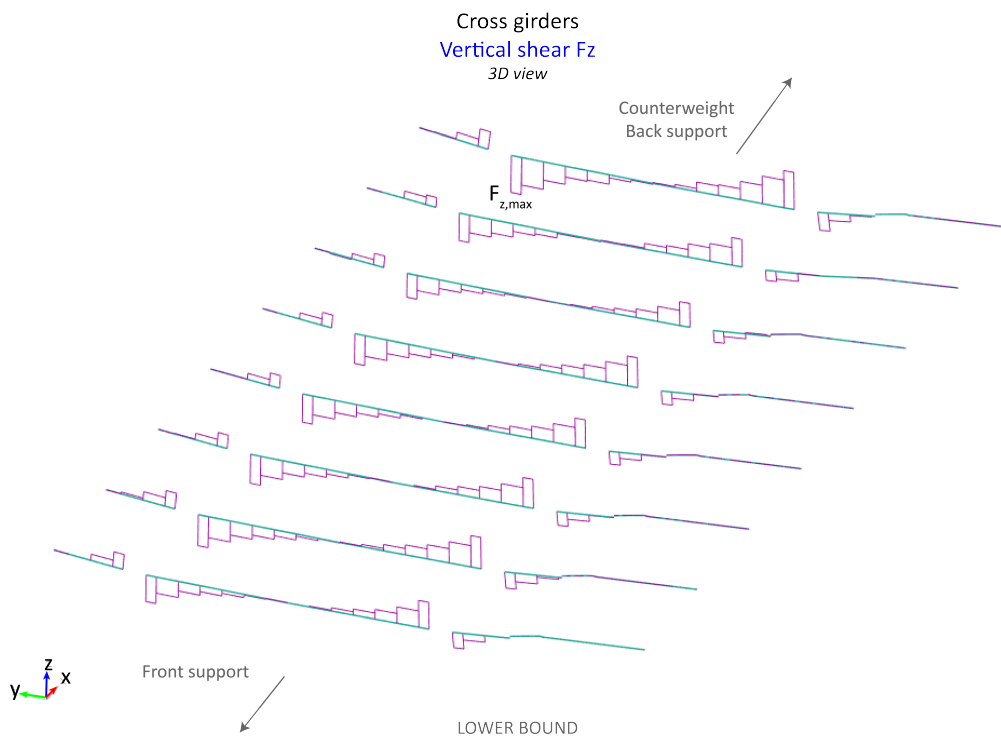 Cross girders
Vertical shear Fz
3D view
Counterweight
Back support
Fz,max
Front support
z
x
y
LOWER BOUND